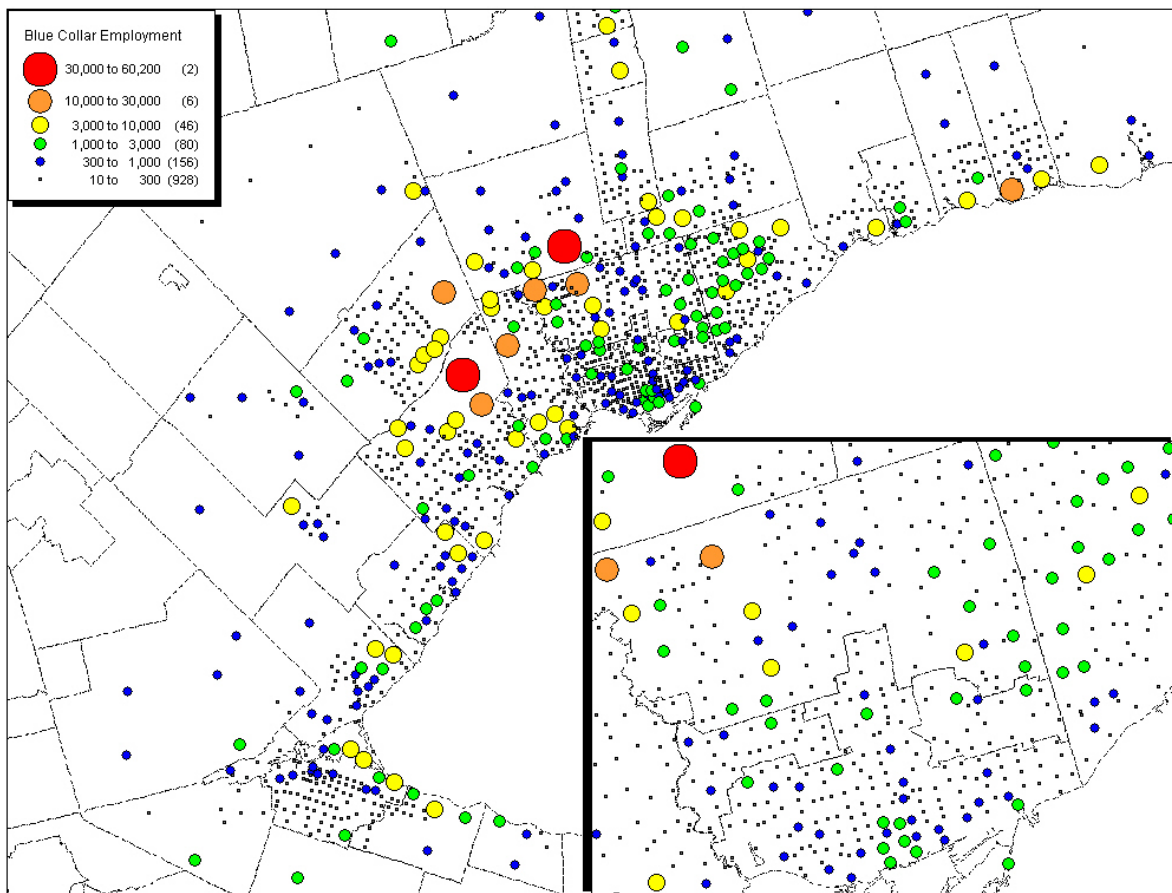 Blue Collar Employment
30,000 to 60,200 (2)
10,000 to 30,000 (6)
3,000 to 10,000 (46)
1,000 to 3,000 (80)
300 to 1,000 (156)
10 to 300 (928)